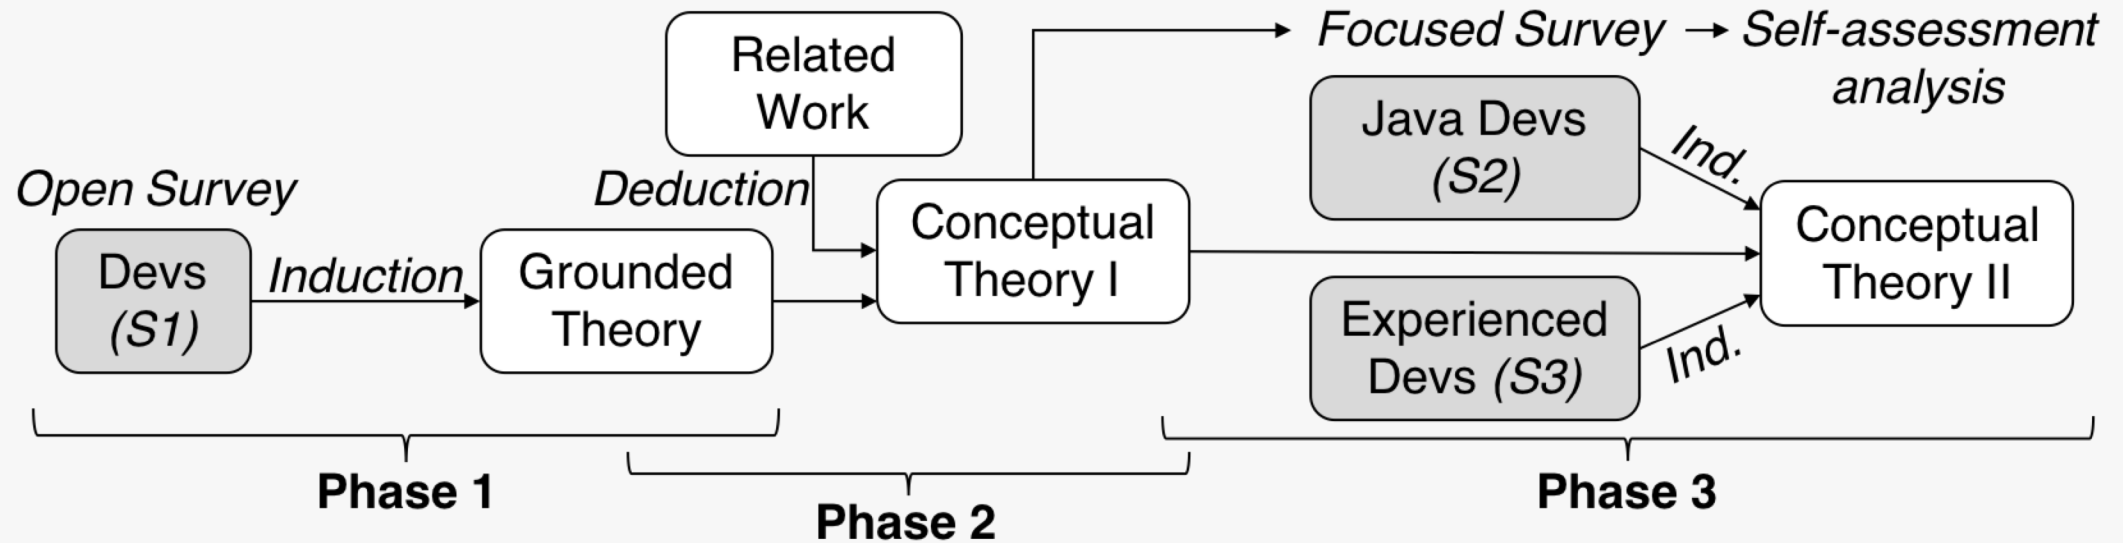 Open Survey
Devs
(S1)
Induction
Grounded
Theory
Related
Work
Deduction
Conceptual
Theory I
Focused Survey
Self-assessment
analysis
Java Devs
(S2)
Ind.
Experienced
Devs (S3)
Ind.
Conceptual
Theory II
Phase 1
Phase 2
Phase 3